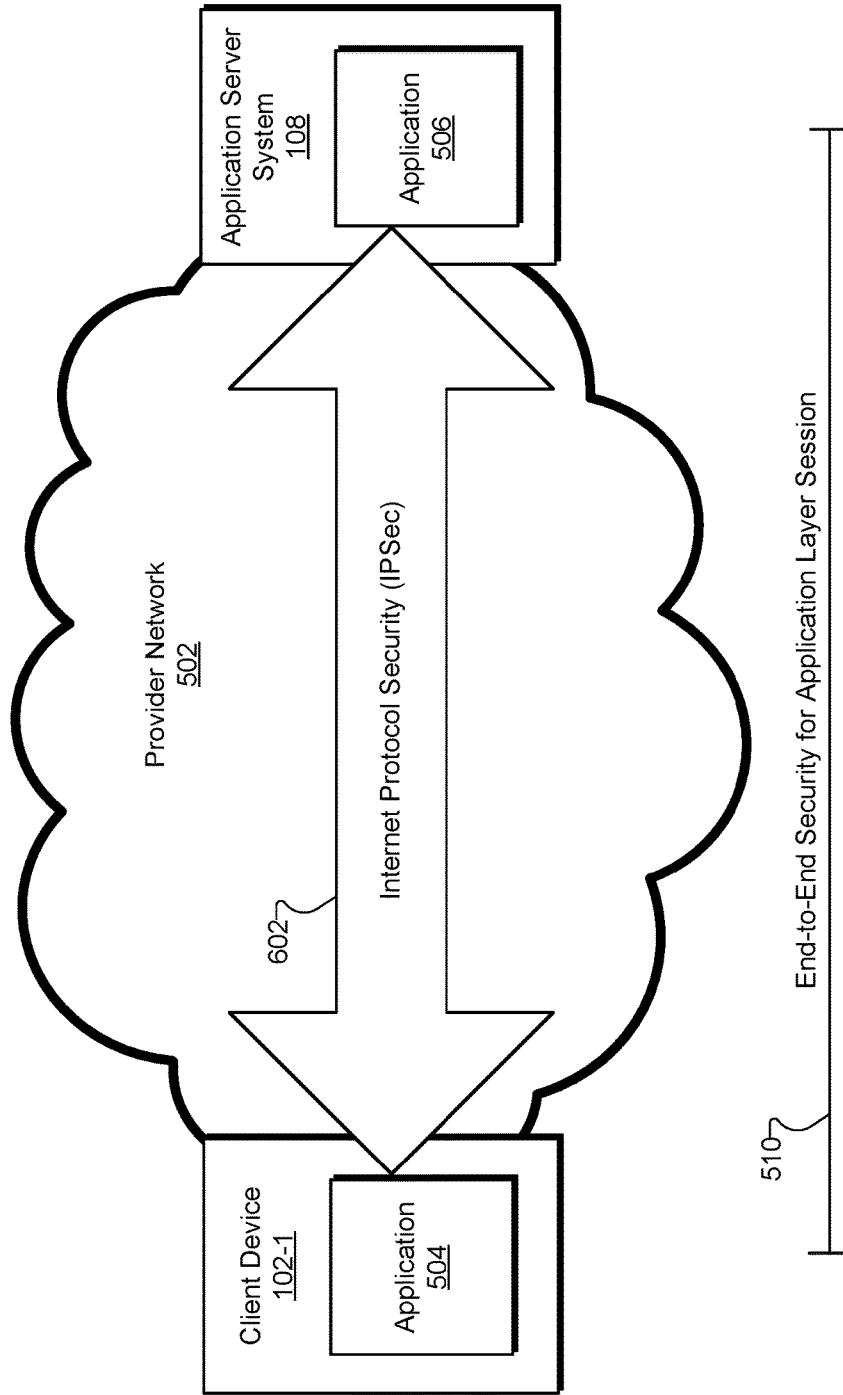 Provider Network
502
Client Device
102-1
Application
504
602
Internet Protocol Security (IPSec)
Application Server
System
108
Application
506
510
End-to-End Security for Application Layer Session